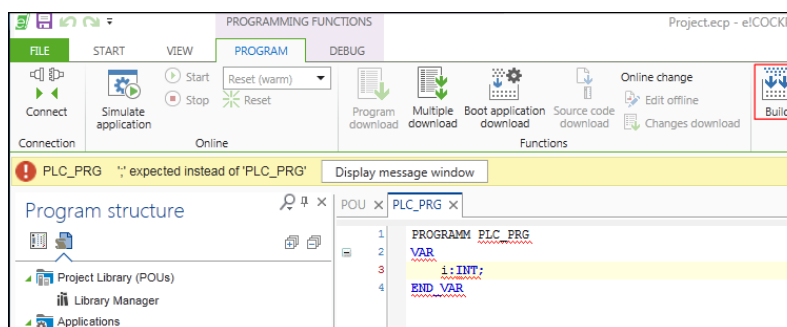 PROGRAMMING FUNCTIONS
Project.ecp - e!COCKP
FILE START VIEW PROGRAM DEBUG
Connect
Simulate application
Start
Stop
Reset (warm)
Reset
Program download
Multiple download
Boot application download
Source code download
Online change
Edit offline
Changes download
Build
Connection Online Functions
PLC_PRG ';' expected instead of 'PLC_PRG' Display message window
Program structure
POU PLC_PRG
Project Library (POUs)
Library Manager
Applications
1 PROGRAMM PLC_PRG
2 VAR
3 i:INT;
4 END_VAR